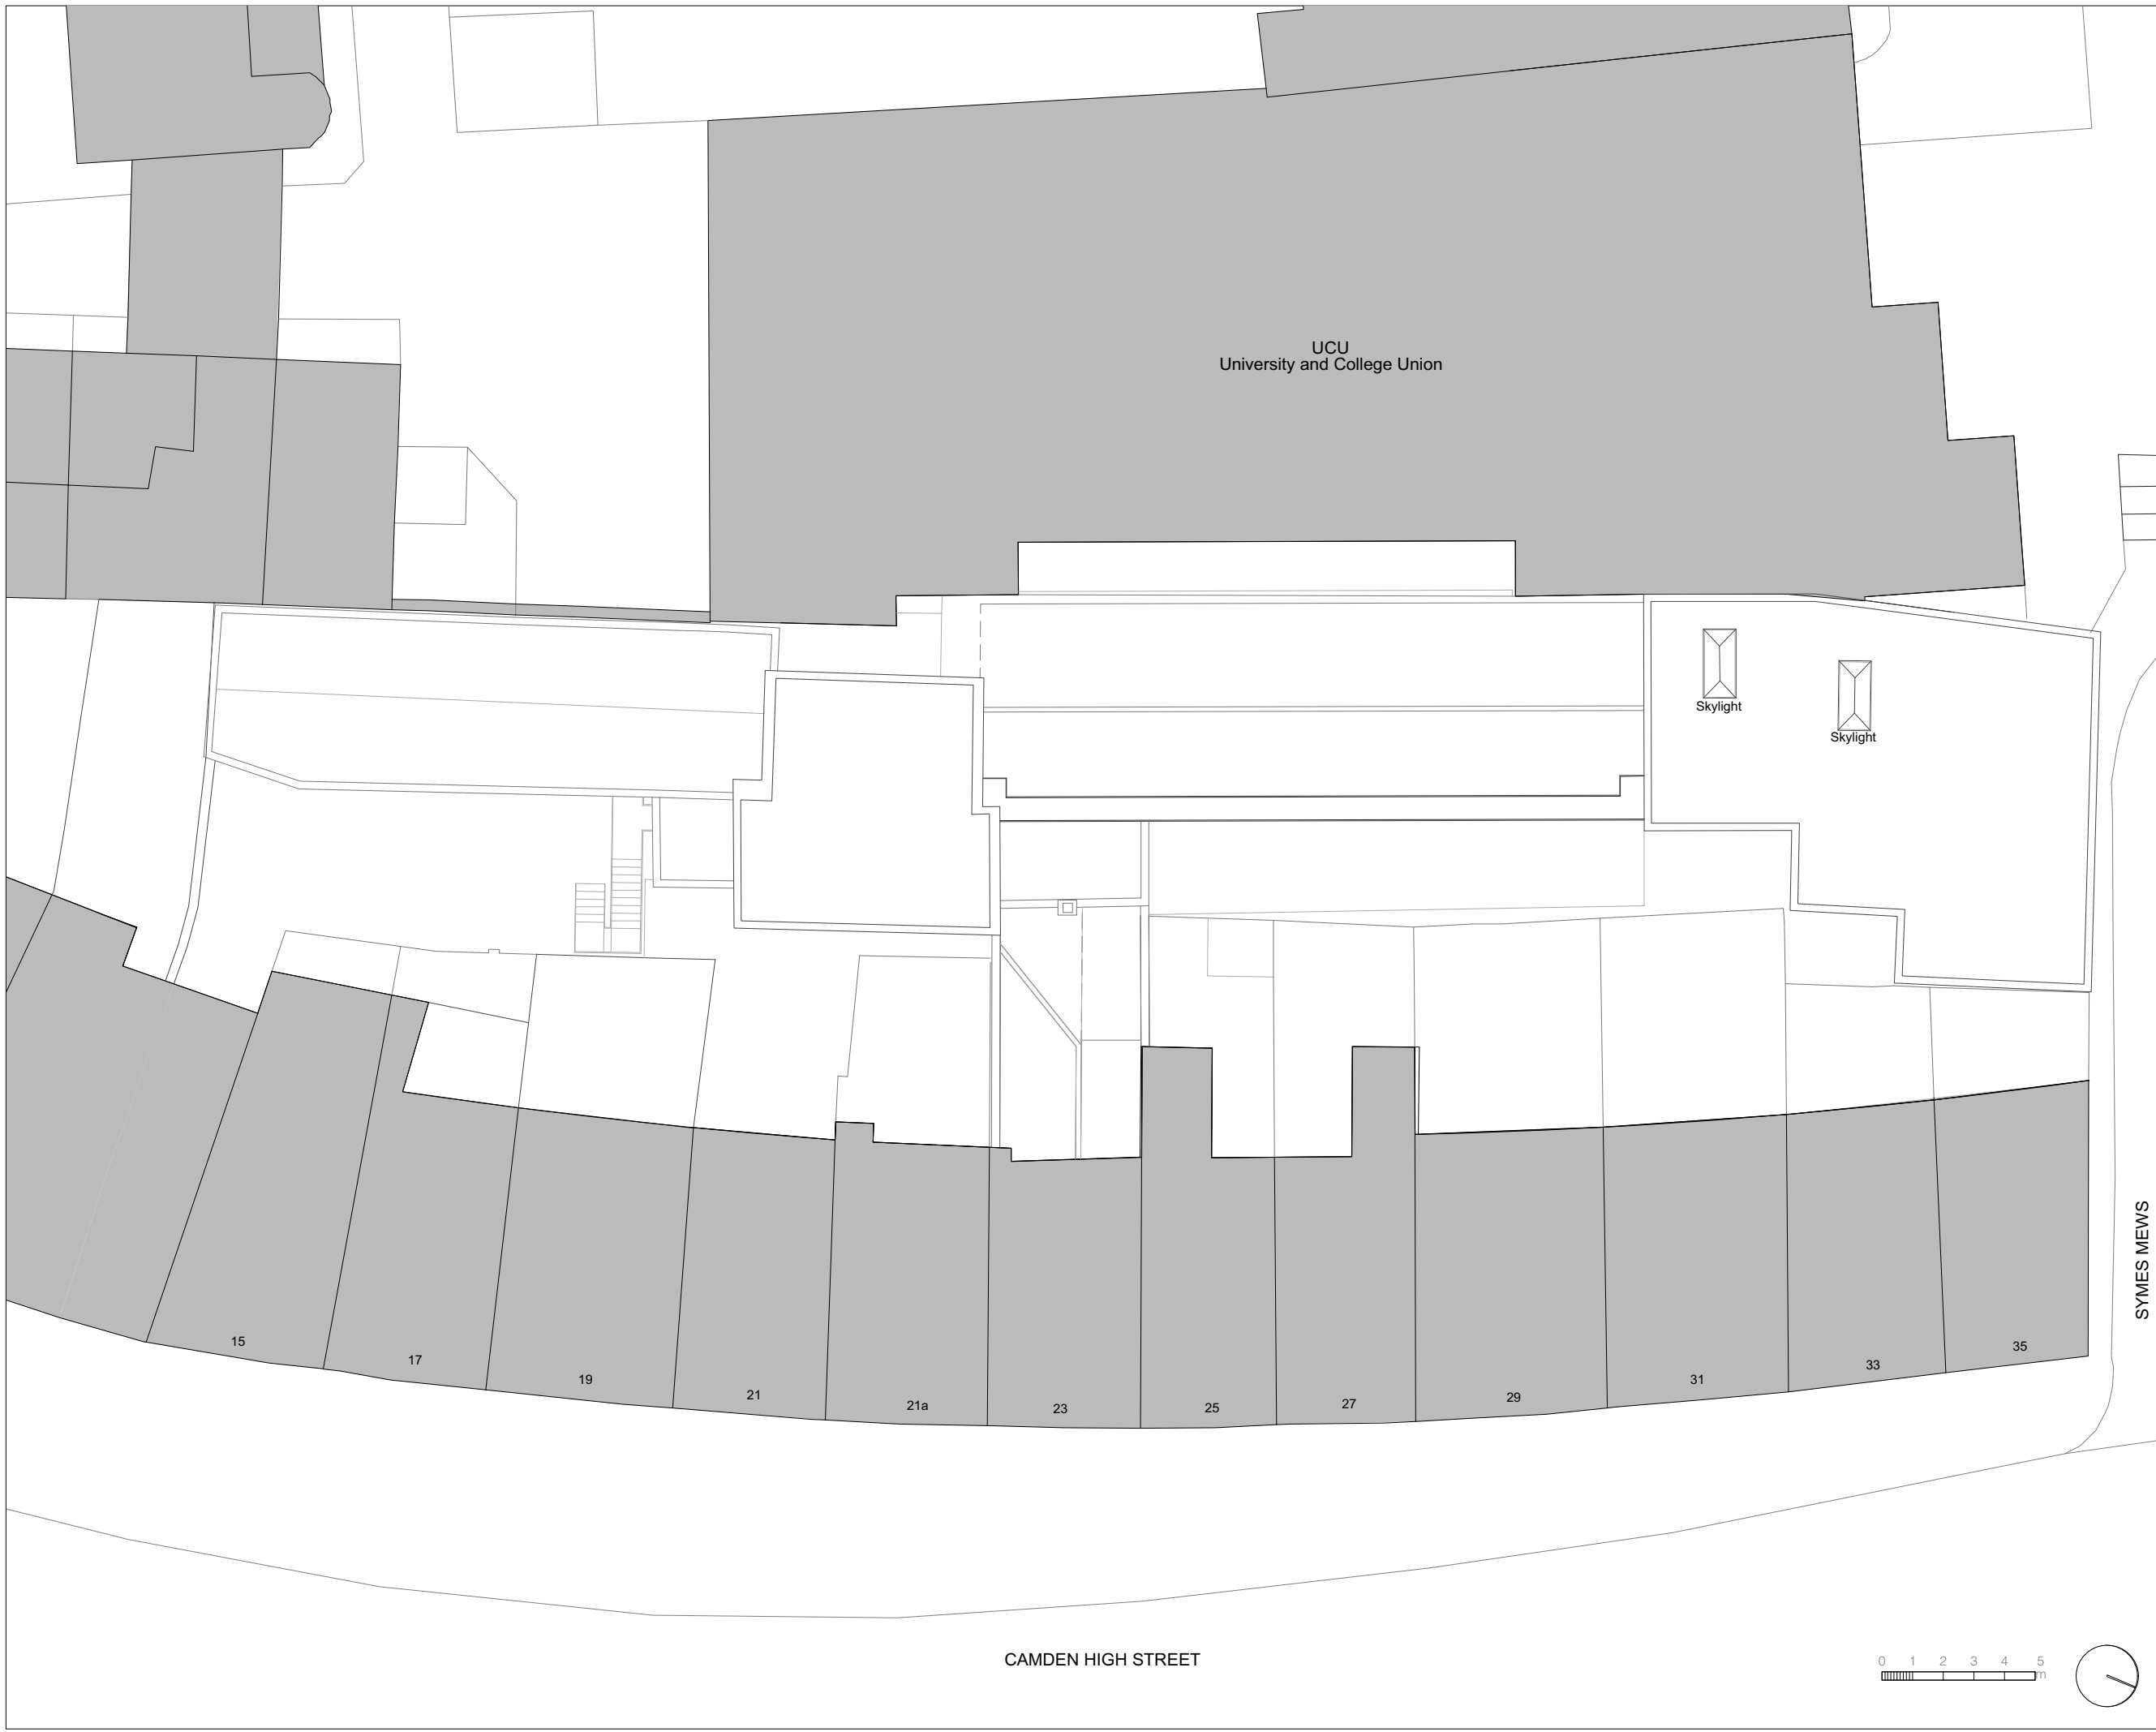 UCU
University and College Union
Skylight
Skylight
SYMES MEWS
15
17
19
21
21a
23
25
27
29
31
33
35
CAMDEN HIGH STREET
0 1 2 3 4 5
m